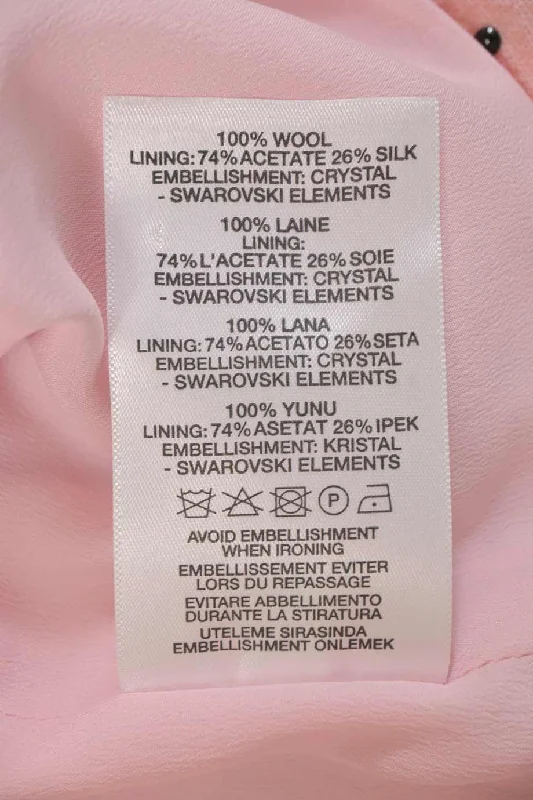 100% WOOL
LINING: 74% ACETATE 26% SILK
EMBELLISHMENT: CRYSTAL
- SWAROVSKI ELEMENTS
100% LAINE
LINING:
74% L'ACETATE 26% SOIE
EMBELLISHMENT: CRYSTAL
- SWAROVSKI ELEMENTS
100% LANA
LINING: 74% ACETATO 26% SETA
EMBELLISHMENT: CRYSTAL
- SWAROVSKI ELEMENTS
100% YUNU
LINING: 74% ASETAT 26% IPEK
EMBELLISHMENT: KRISTAL
- SWAROVSKI ELEMENTS
P
AVOID EMBELLISHMENT
WHEN IRONING
EMBELLISSEMENT EVITER
LORS DU REPASSAGE
EVITARE ABBELLIMENTO
DURANTE LA STIRATURA
UTELEME SIRASINDA
EMBELLISHMENT ONLEMEK